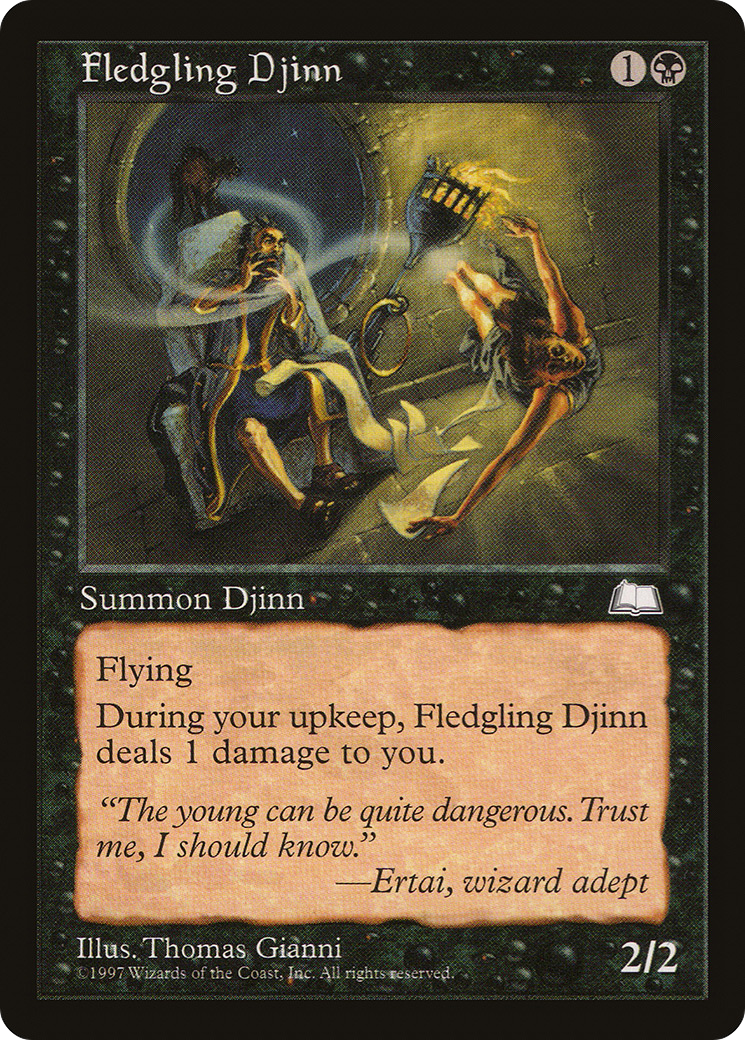 Fledgling Djinn 1
Summon Djinn
Flying
During your upkeep, Fledgling Djinn
deals 1 damage to you.
“The young can be quite dangerous. Trust
me, I should know.”
—Ertai, wizard adept
Illus. Thomas Gianni
©1997 Wizards of the Coast, Inc. All rights reserved.
2/2